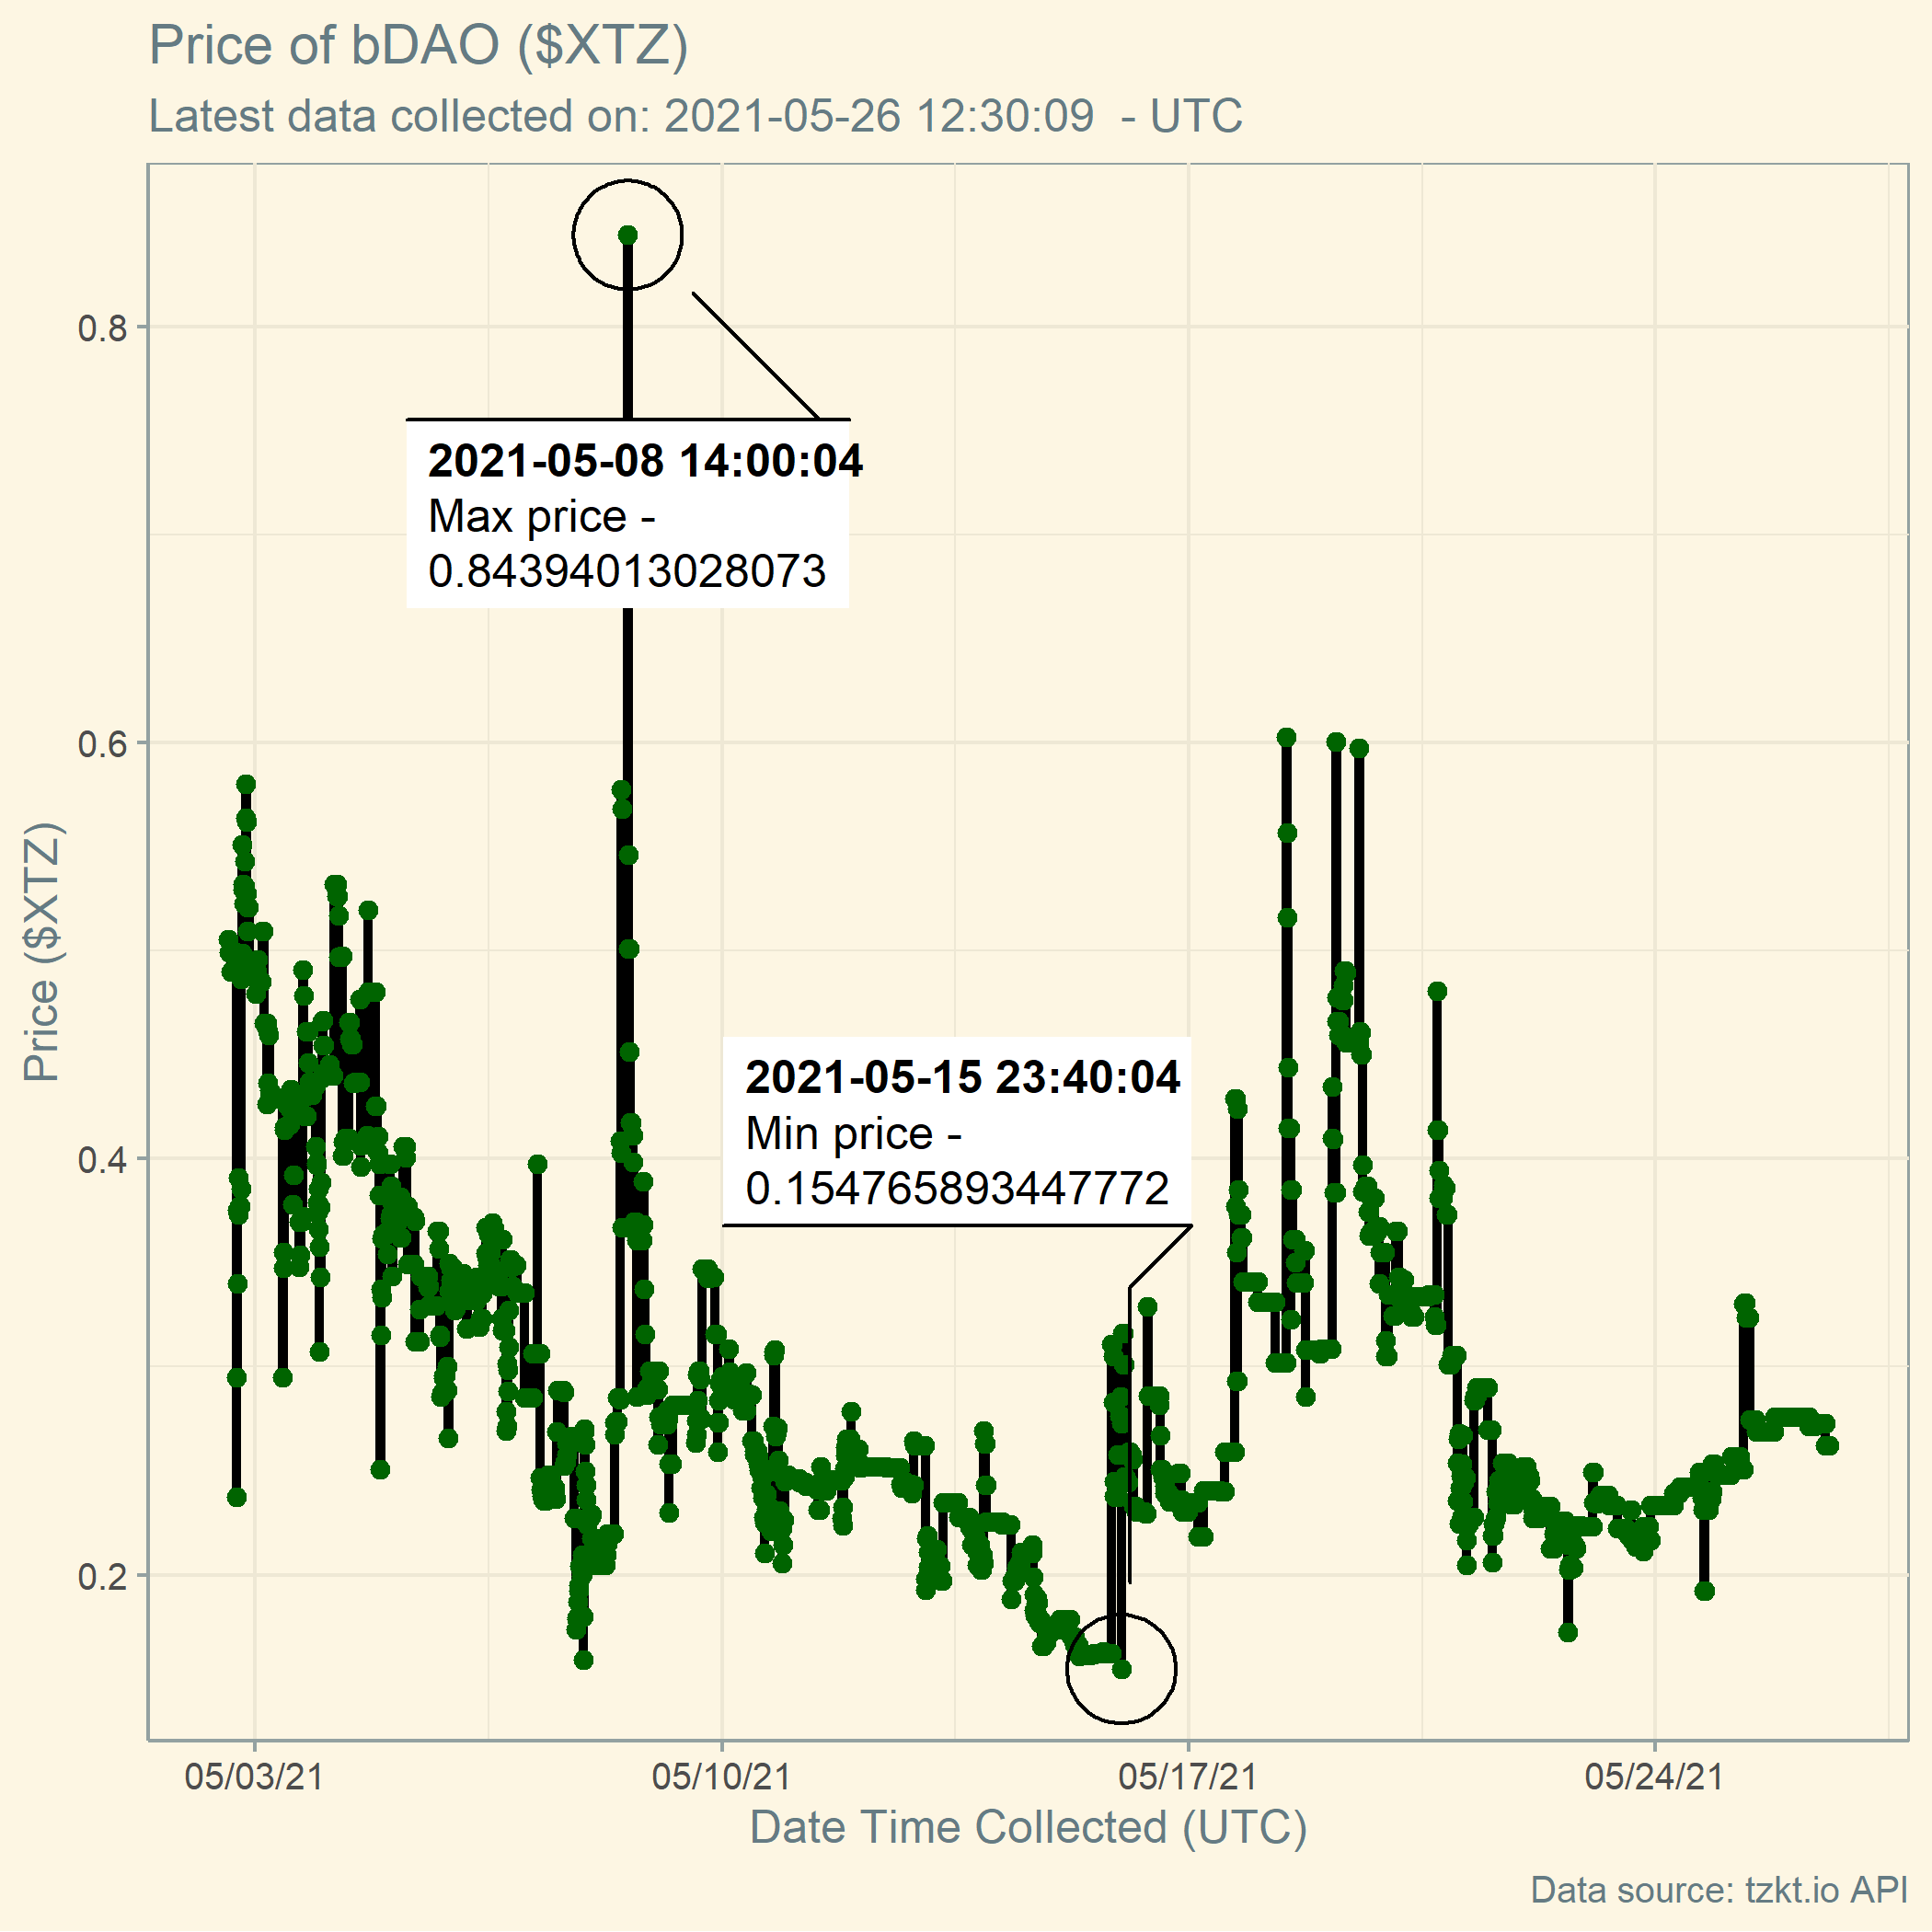 Price of bDAO ($XTZ)
Latest data collected on: 2021-05-26 12:30:09  - UTC
0.8
2021-05-08 14:00:04
Max price -
0.84394013028073
0.6
Price ($XTZ)
2021-05-15 23:40:04
Min price -
0.154765893447772
0.4
0.2
05/03/21
05/10/21
05/17/21
05/24/21
Date Time Collected (UTC)
Data source: tzkt.io API